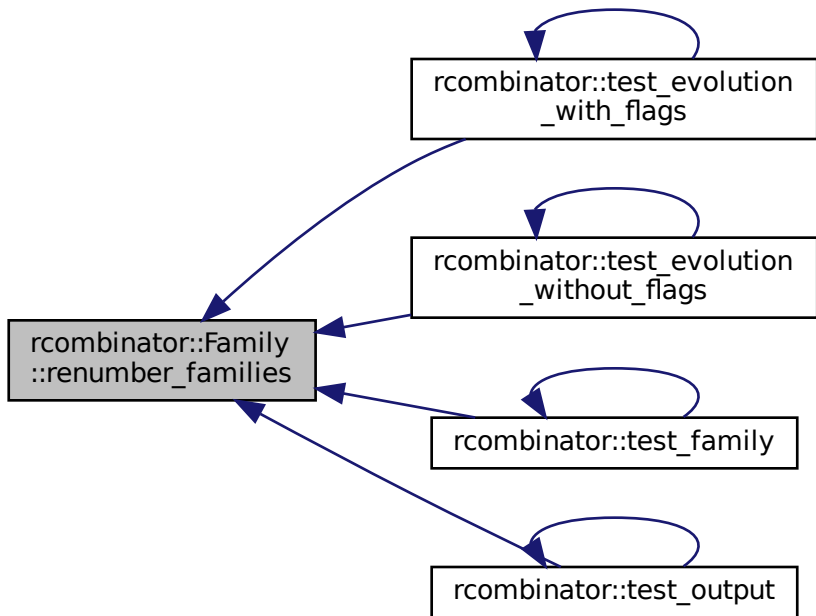 rcombinator::test_evolution
_with_flags
rcombinator::test_evolution
_without_flags
rcombinator::Family
::renumber_families
rcombinator::test_family
rcombinator::test_output